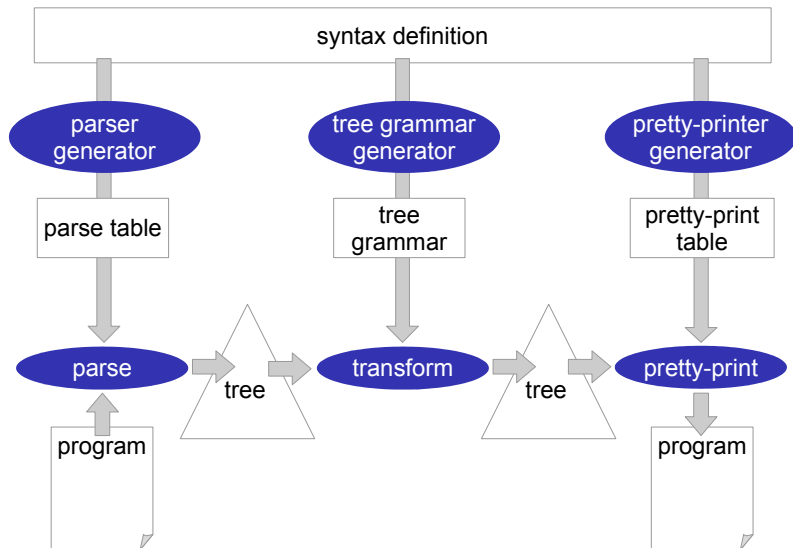 syntax definition
parser
generator
tree grammar
generator
pretty-printer
generator
parse table
tree
grammar
pretty-print
table
parse
tree
transform
tree
pretty-print
program
program